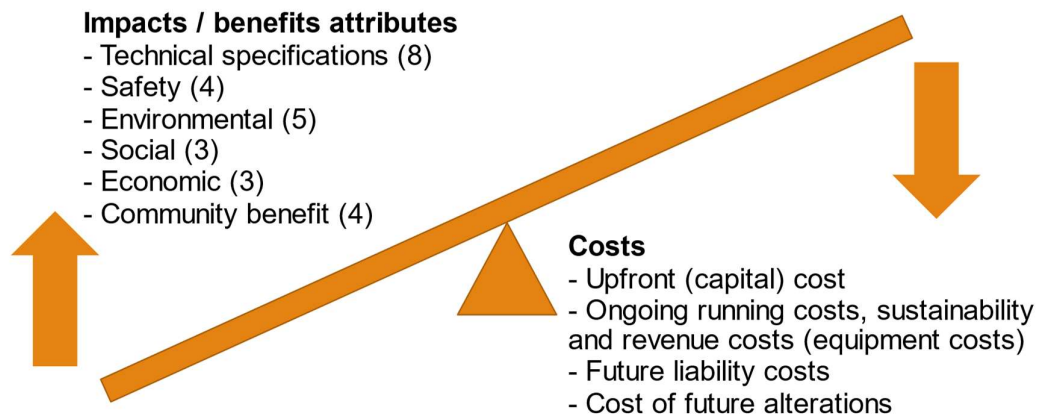 Impacts / benefits attributes
- Technical specifications (8)
- Safety (4)
- Environmental (5)
- Social (3)
- Economic (3)
- Community benefit (4)
Costs
- Upfront (capital) cost
- Ongoing running costs, sustainability
and revenue costs (equipment costs)
- Future liability costs
- Cost of future alterations